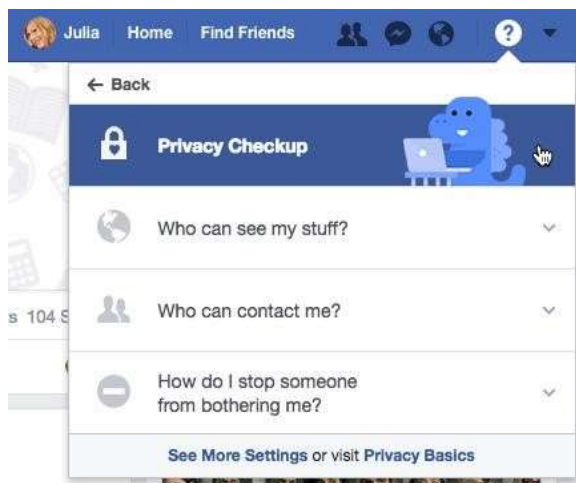 Julia Home Find Friends ?
← Back
Privacy Checkup
Who can see my stuff?
s 104 S
Who can contact me?
How do I stop someone
from bothering me?
See More Settings or visit Privacy Basics